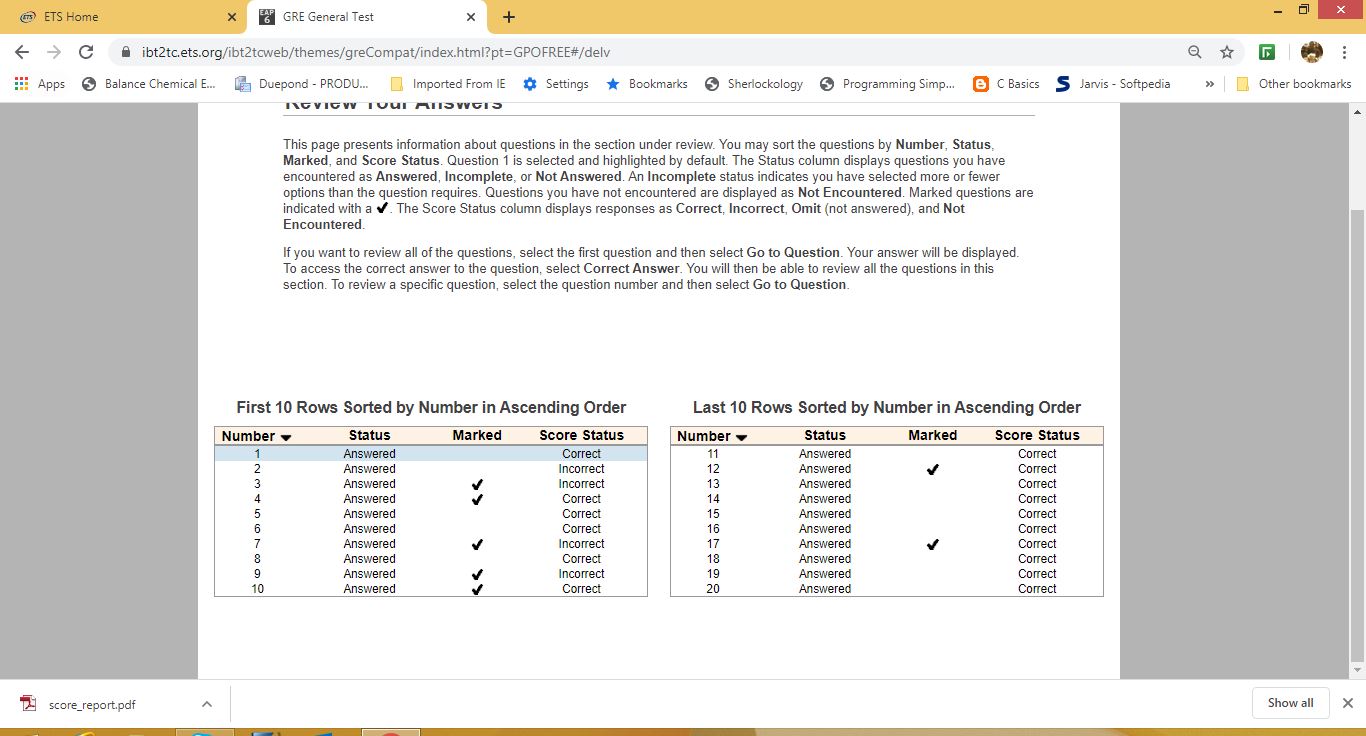 ETS Home
GRE General Test
ibt2tc.ets.org/ibt2tcweb/themes/greCompat/index.html?pt=GPOFREE#/delv
Apps Balance Chemical E... Duepond - PRODU... Imported From IE Settings Bookmarks Sherlockology Programming Simp... C Basics Jarvis - Softpedia » Other bookmarks
Review Your Answers
This page presents information about questions in the section under review. You may sort the questions by Number, Status,
Marked, and Score Status. Question 1 is selected and highlighted by default. The Status column displays questions you have
encountered as Answered, Incomplete, or Not Answered. An Incomplete status indicates you have selected more or fewer
options than the question requires. Questions you have not encountered are displayed as Not Encountered. Marked questions are
indicated with a ✔. The Score Status column displays responses as Correct, Incorrect, Omit (not answered), and Not
Encountered.
If you want to review all of the questions, select the first question and then select Go to Question. Your answer will be displayed.
To access the correct answer to the question, select Correct Answer. You will then be able to review all the questions in this
section. To review a specific question, select the question number and then select Go to Question.
First 10 Rows Sorted by Number in Ascending Order
Number Status Marked Score Status
1 Answered Correct
2 Answered Incorrect
3 Answered ✔ Incorrect
4 Answered ✔ Correct
5 Answered Correct
6 Answered Correct
7 Answered ✔ Incorrect
8 Answered Correct
9 Answered ✔ Incorrect
10 Answered ✔ Correct
Last 10 Rows Sorted by Number in Ascending Order
Number Status Marked Score Status
11 Answered Correct
12 Answered ✔ Correct
13 Answered Correct
14 Answered Correct
15 Answered Correct
16 Answered Correct
17 Answered ✔ Correct
18 Answered Correct
19 Answered Correct
20 Answered Correct
score_report.pdf
Show all